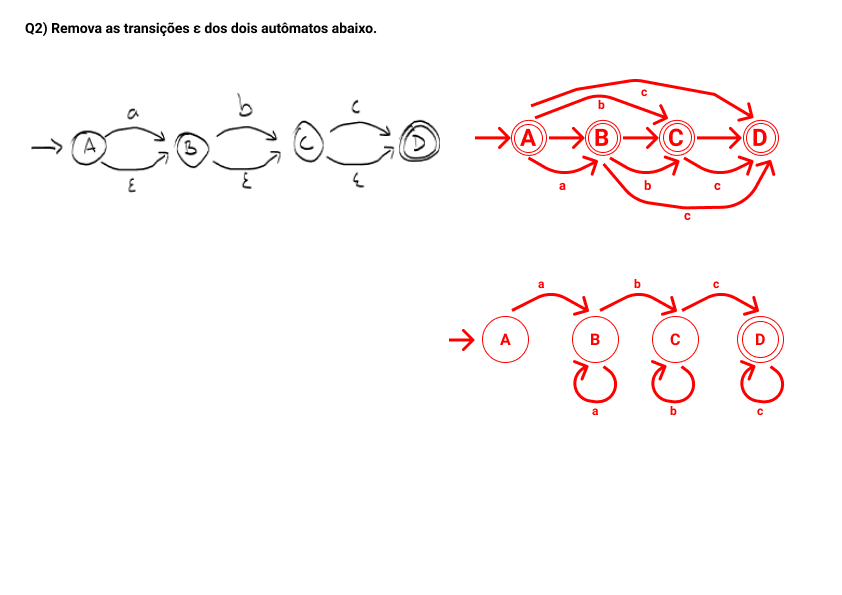 Q2) Remova as transições ε dos dois autômatos abaixo.
a b c
A B C D
ε ε ε
c
b
A B C D
a b c
c
a b c
A B C D
a b c